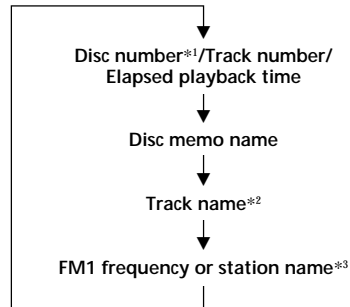 Disc number*1/Track number/
Elapsed playback time
Disc memo name
Track name*2
FM1 frequency or station name*3